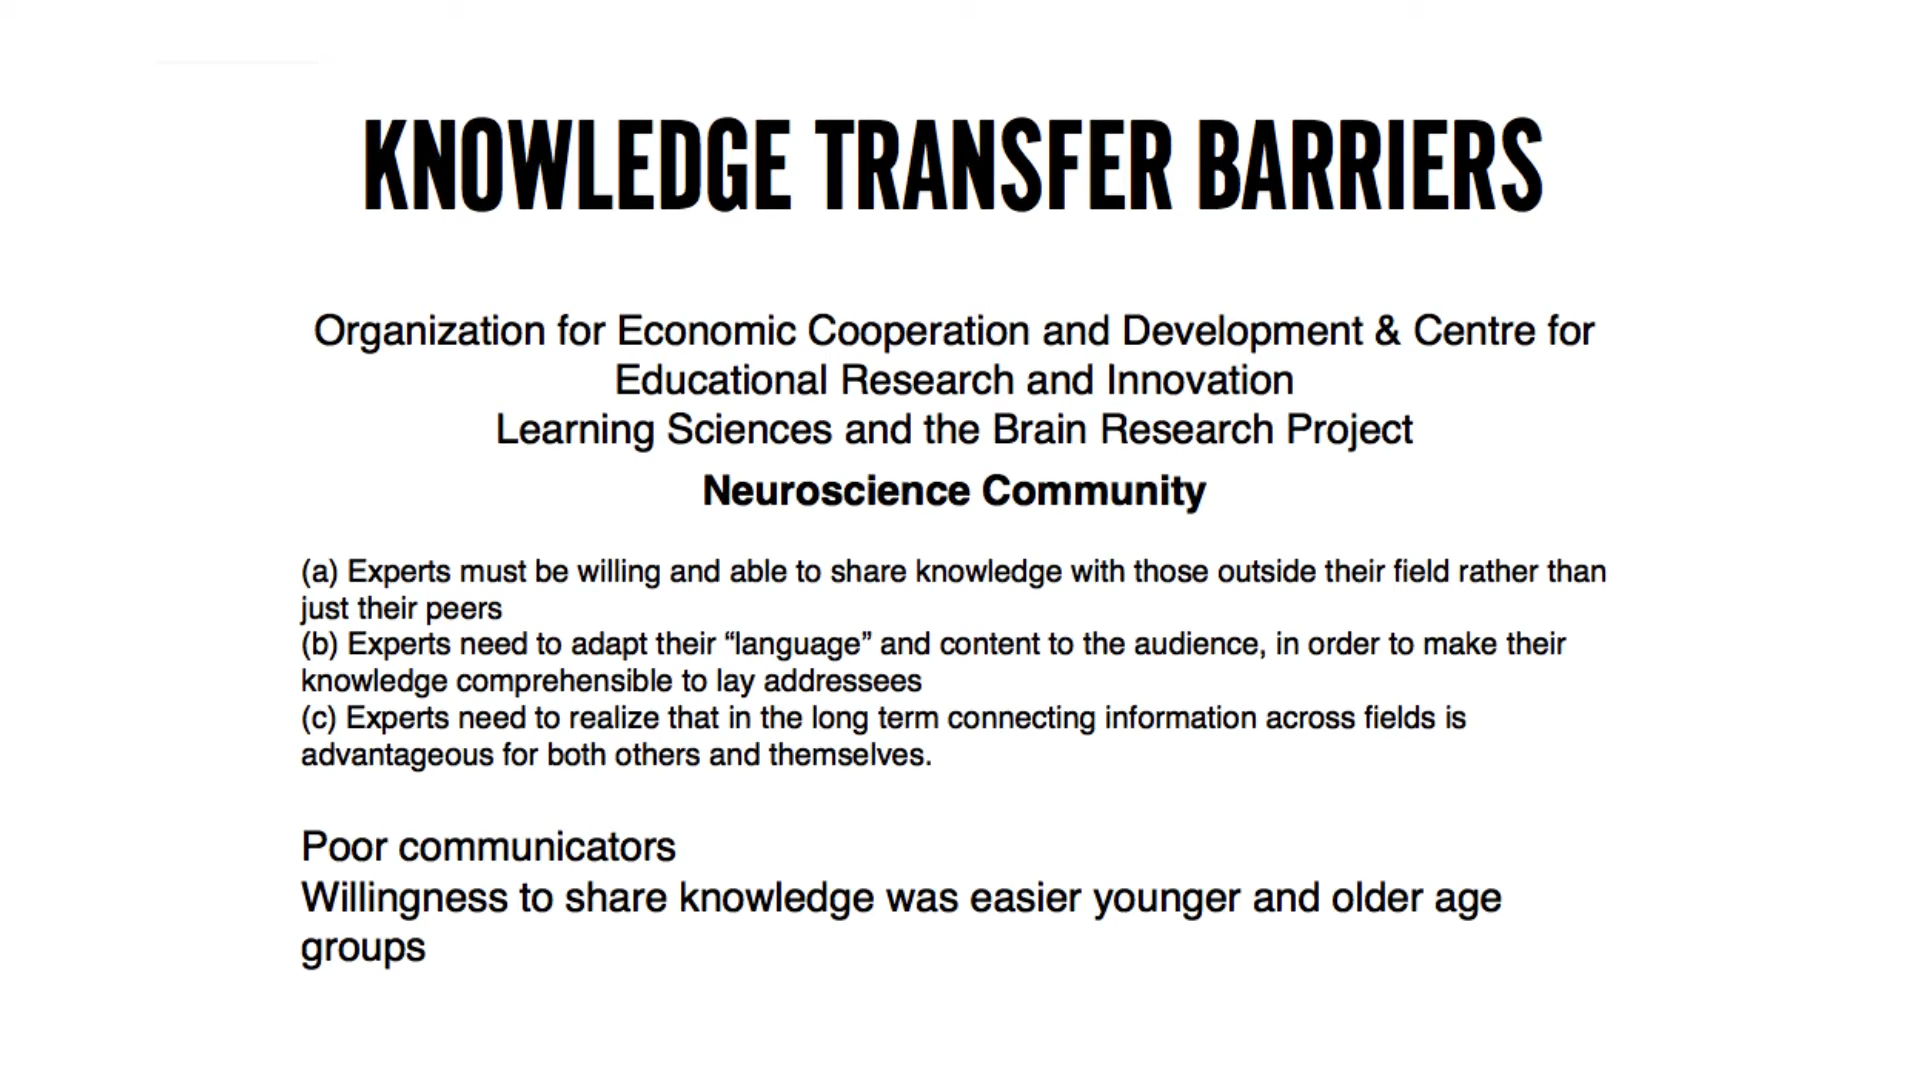 KNOWLEDGE TRANSFER BARRIERS
Organization for Economic Cooperation and Development & Centre for
Educational Research and Innovation
Learning Sciences and the Brain Research Project
Neuroscience Community
(a) Experts must be willing and able to share knowledge with those outside their field rather than
just their peers
(b) Experts need to adapt their “language” and content to the audience, in order to make their
knowledge comprehensible to lay addressees
(c) Experts need to realize that in the long term connecting information across fields is
advantageous for both others and themselves.
Poor communicators
Willingness to share knowledge was easier younger and older age
groups